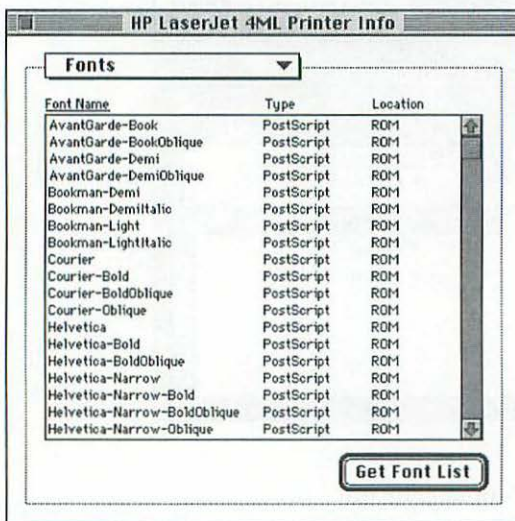 HP LaserJet 4ML Printer Info
Fonts
Font Name Type Location
AvantGarde-Book PostScript ROM
AvantGarde-BookOblique PostScript ROM
AvantGarde-Demi PostScript ROM
AvantGarde-DemiOblique PostScript ROM
Bookman-Demi PostScript ROM
Bookman-DemiItalic PostScript ROM
Bookman-Light PostScript ROM
Bookman-LightItalic PostScript ROM
Courier PostScript ROM
Courier-Bold PostScript ROM
Courier-BoldOblique PostScript ROM
Courier-Oblique PostScript ROM
Helvetica PostScript ROM
Helvetica-Bold PostScript ROM
Helvetica-BoldOblique PostScript ROM
Helvetica-Narrow PostScript ROM
Helvetica-Narrow-Bold PostScript ROM
Helvetica-Narrow-BoldOblique PostScript ROM
Helvetica-Narrow-Oblique PostScript ROM
Get Font List